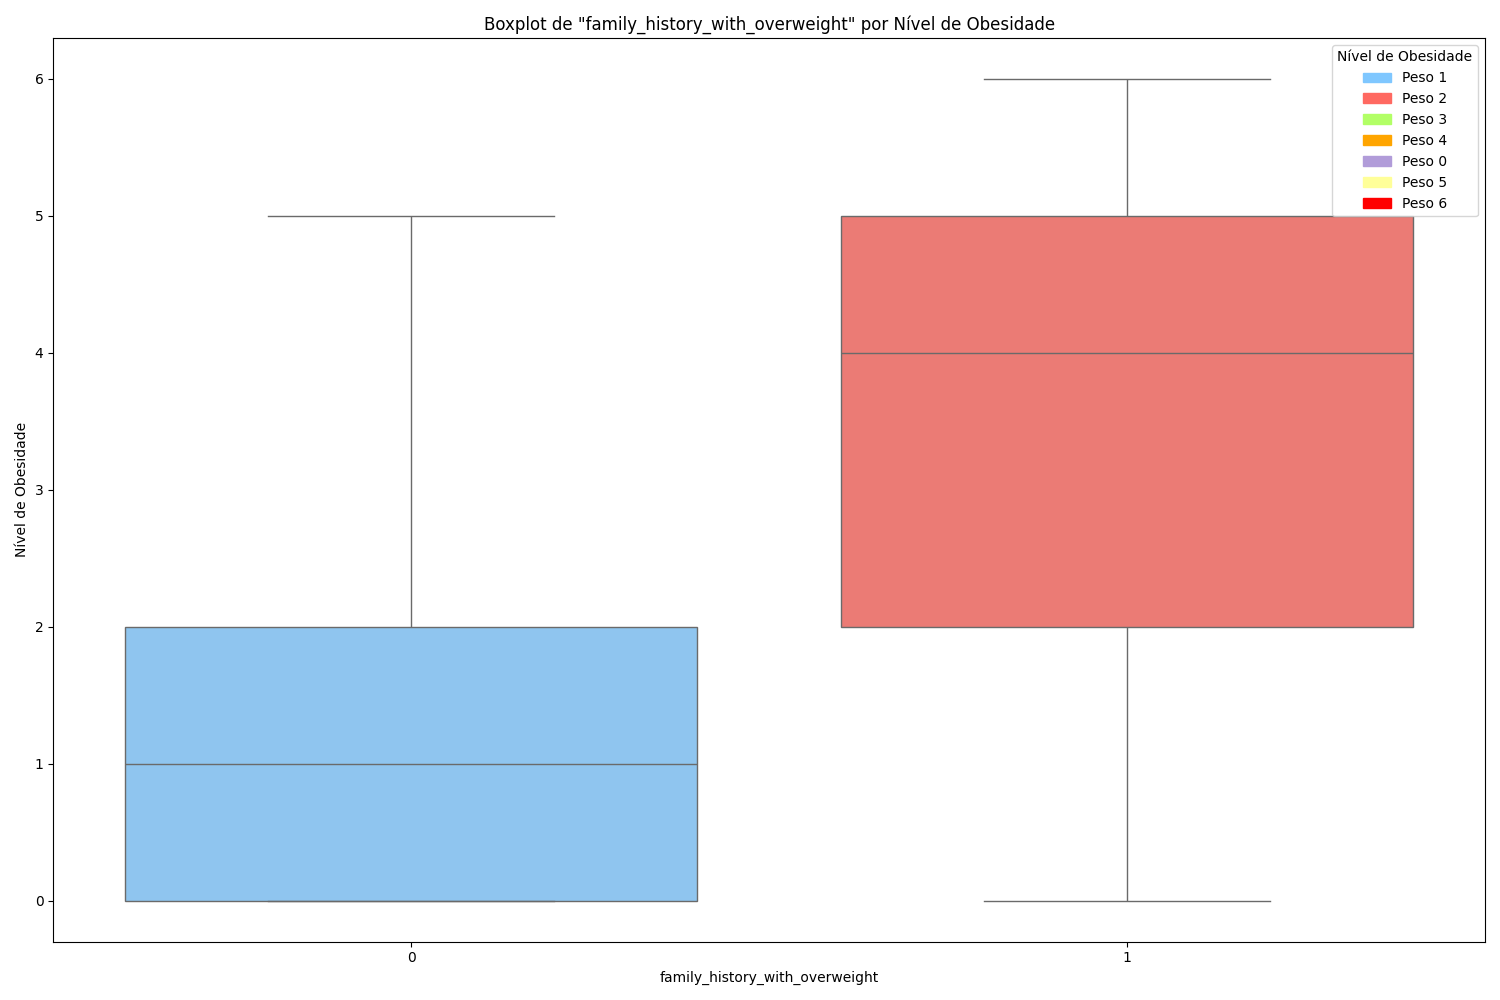 Boxplot de "family_history_with_overweight" por Nível de Obesidade
Nível de Obesidade
Peso 1
Peso 2
Peso 3
Peso 4
Peso 0
Peso 5
Peso 6
Nível de Obesidade
6
5
4
3
2
1
0
0 1
family_history_with_overweight